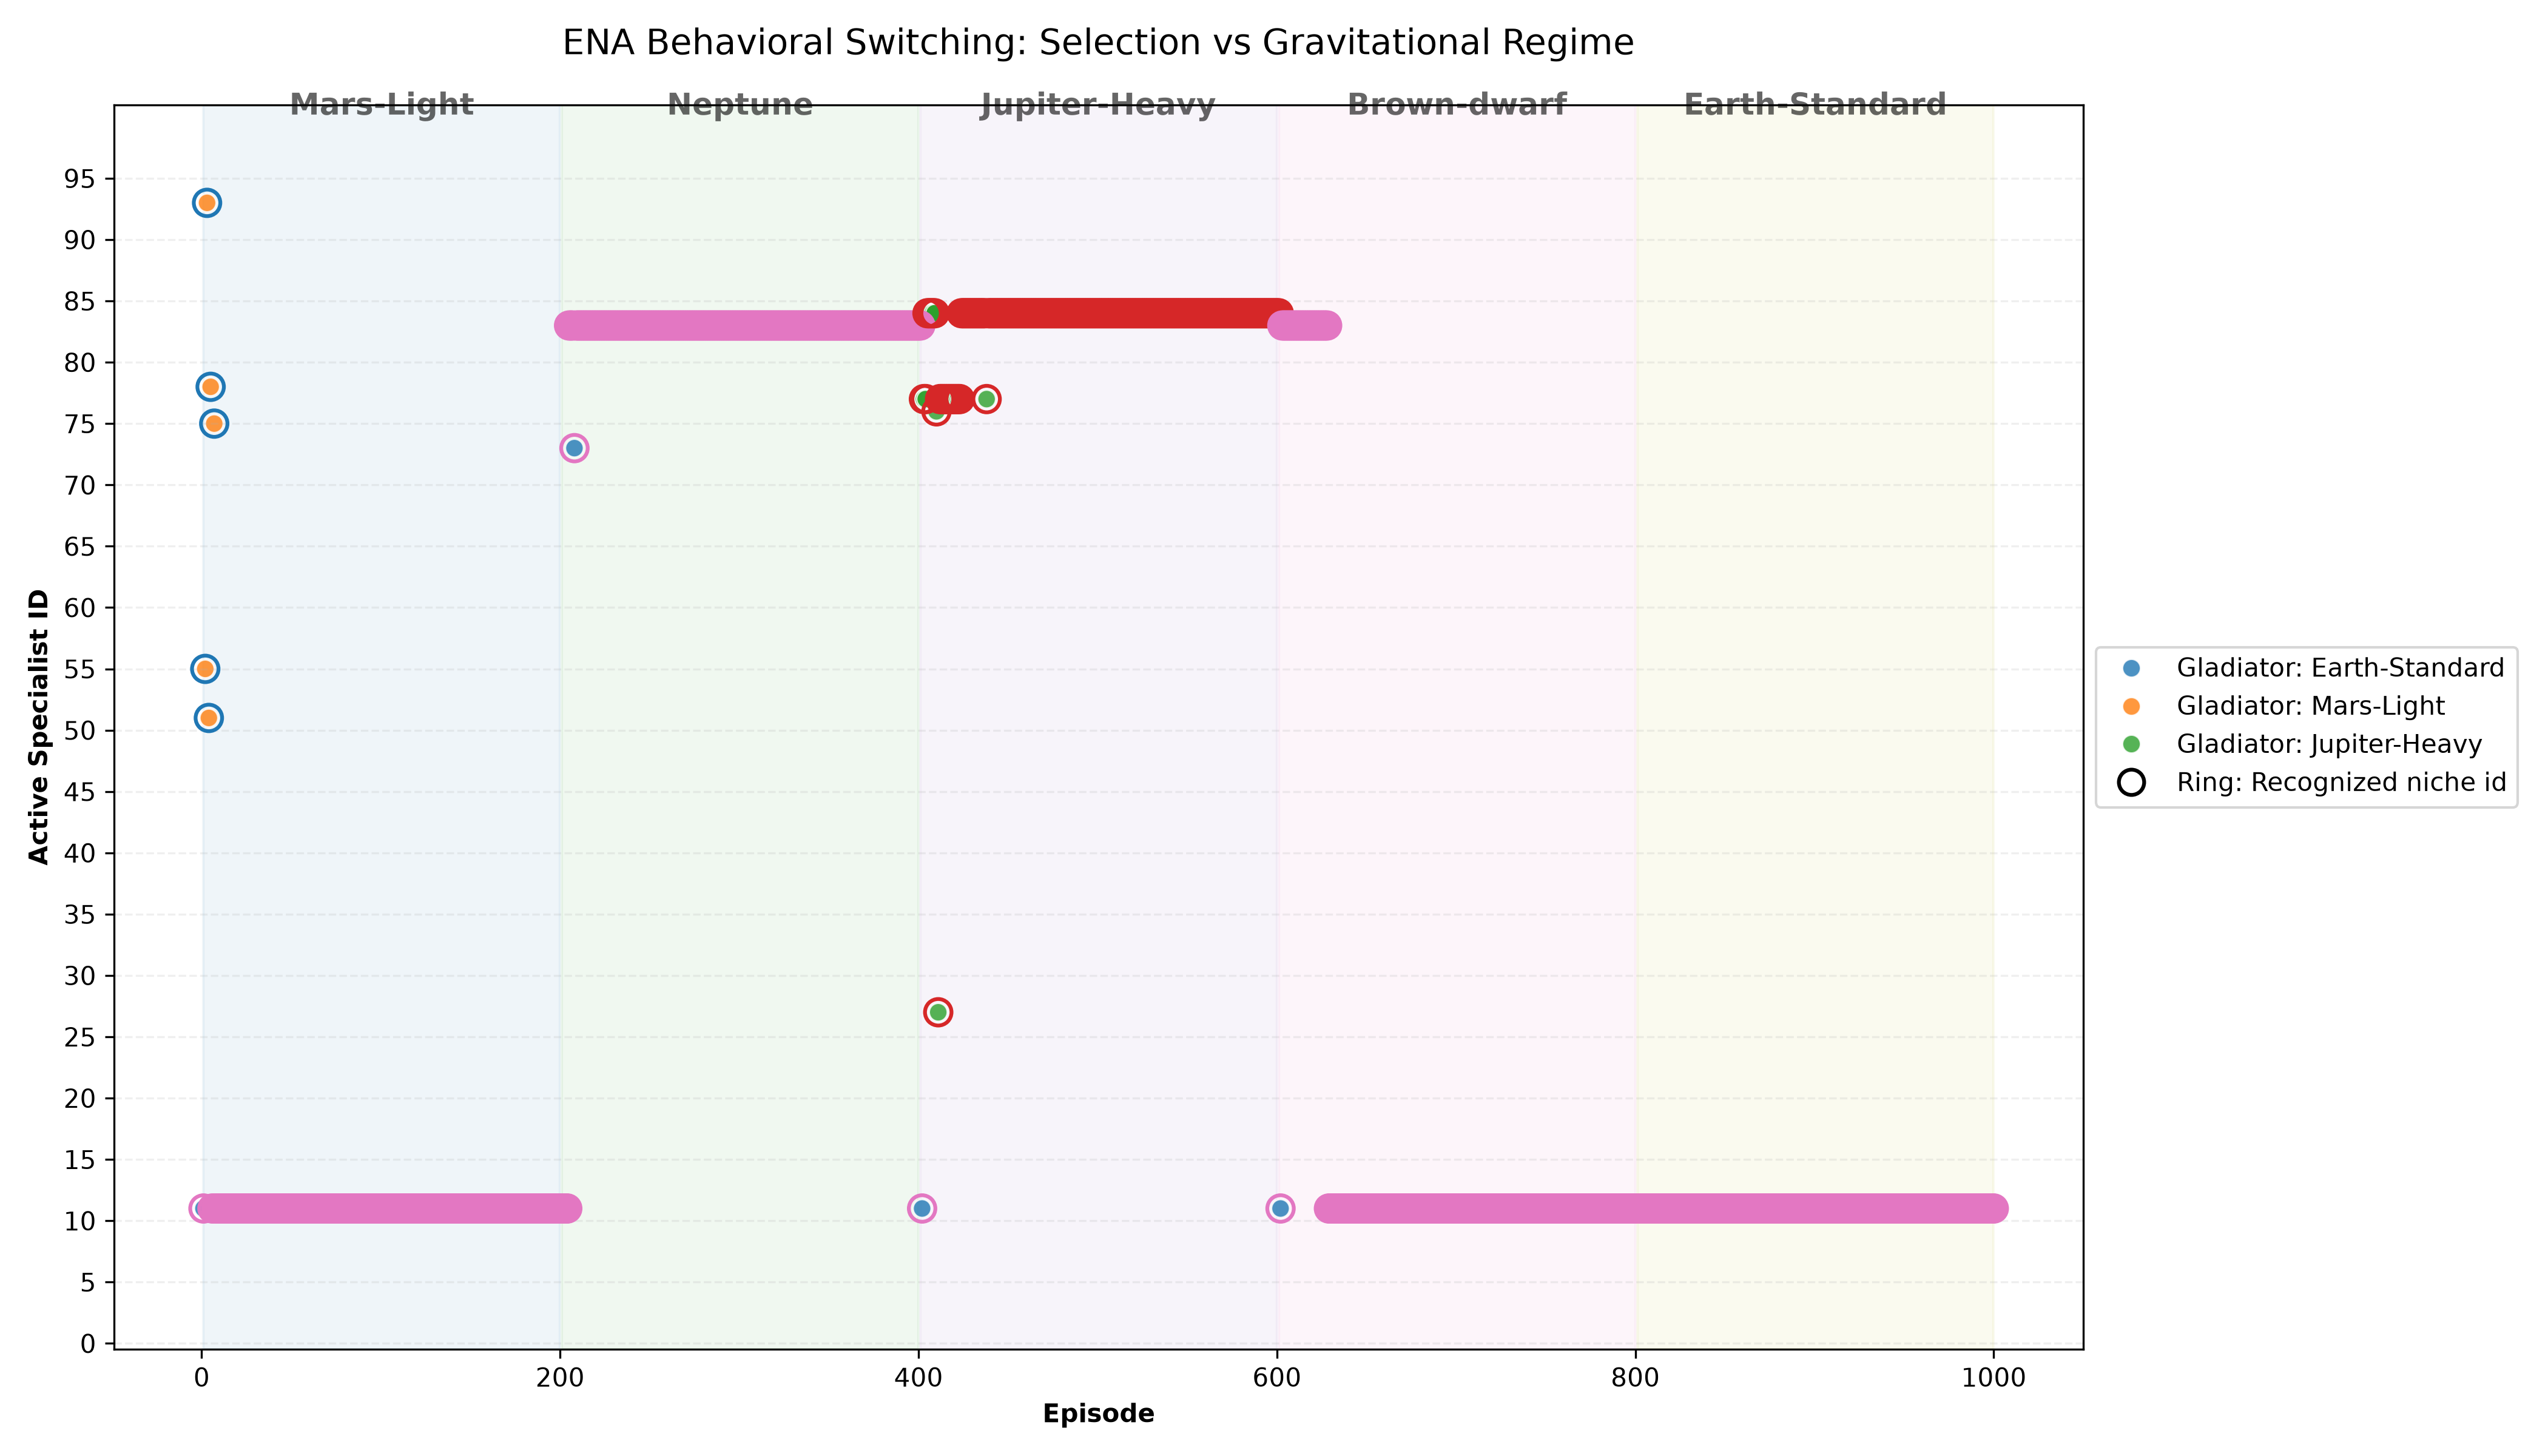 ENA Behavioral Switching: Selection vs Gravitational Regime
Mars-Light Neptune Jupiter-Heavy Brown-dwarf Earth-Standard
95
90
85
80
75
70
65
60
55
50
45
40
35
30
25
20
15
10
5
0
Active Specialist ID
0 200 400 600 800 1000
Episode
Gladiator: Earth-Standard
Gladiator: Mars-Light
Gladiator: Jupiter-Heavy
Ring: Recognized niche id